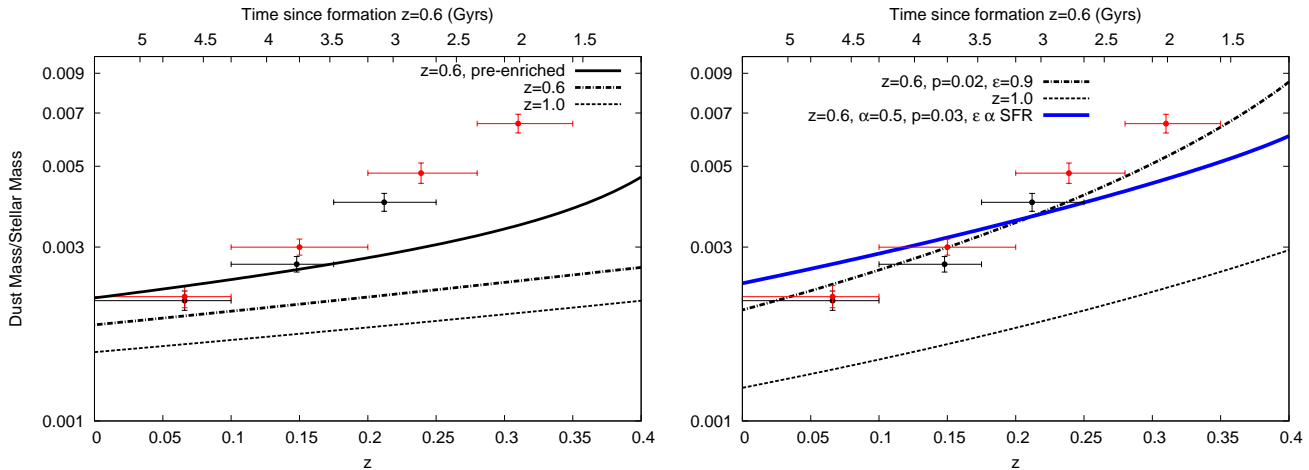 Time since formation z=0.6 (Gyrs)
5 4.5 4 3.5 3 2.5 2 1.5
0.009
0.007
0.005
0.003
0.001
Dust Mass/Stellar Mass
z=0.6, pre-enriched
z=0.6
z=1.0
0 0.05 0.1 0.15 0.2 0.25 0.3 0.35 0.4
z
Time since formation z=0.6 (Gyrs)
5 4.5 4 3.5 3 2.5 2 1.5
0.009
0.007
0.005
0.003
0.001
z=0.6, p=0.02, ε=0.9
z=1.0
z=0.6, α=0.5, p=0.03, ε α SFR
0 0.05 0.1 0.15 0.2 0.25 0.3 0.35 0.4
z